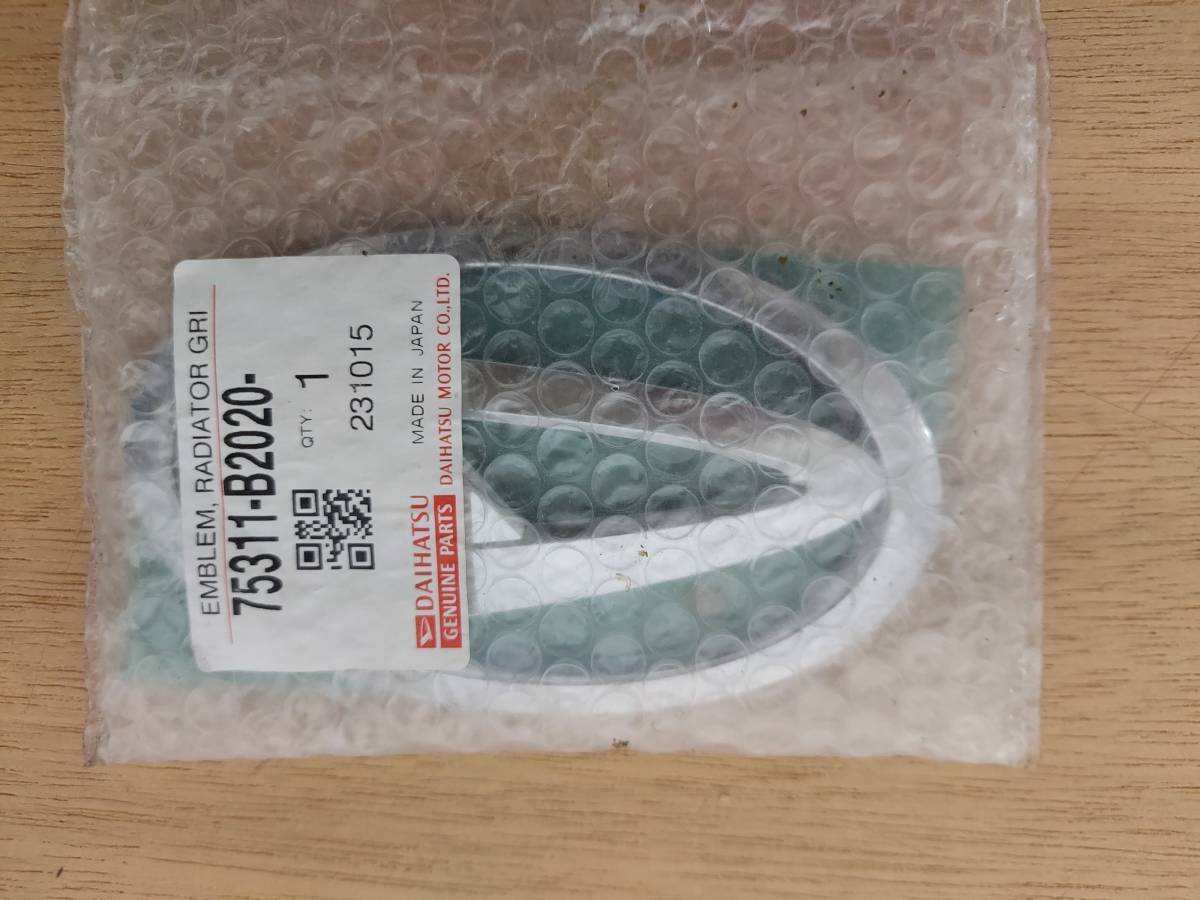 EMBLEM, RADIATOR GRI
75311-B2020-
QTY: 1
231015
MADE IN JAPAN
DAIHATSU
GENUINE PARTS DAIHATSU MOTOR CO.,LTD.